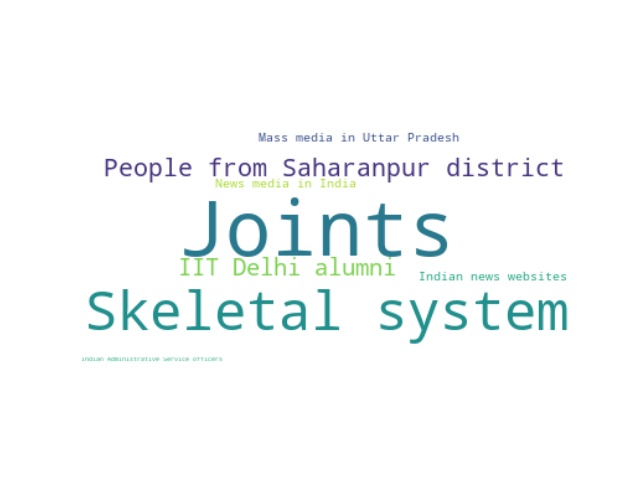 Mass media in Uttar Pradesh
People from Saharanpur district
News media in India
Joints
IIT Delhi alumni
Indian news websites
Skeletal system
Indian Administrative Service officers